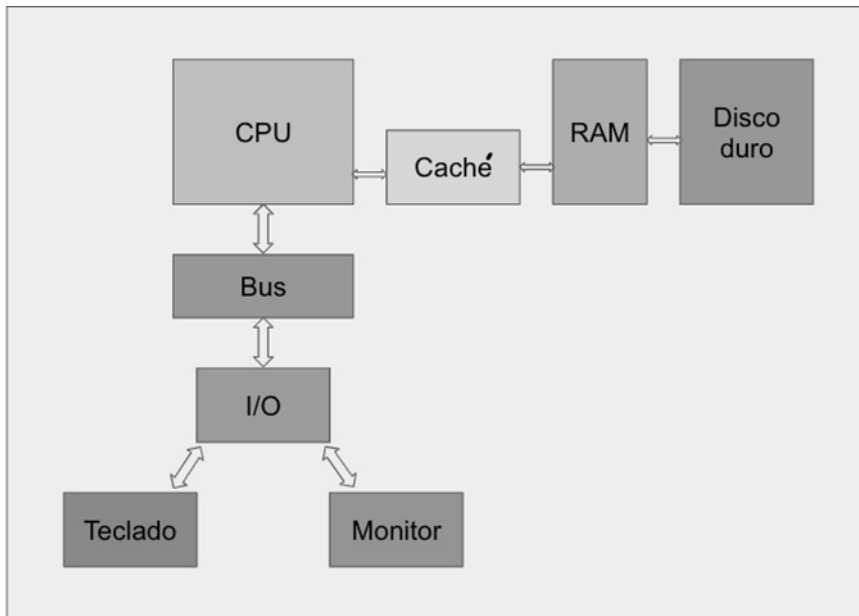 CPU
Caché
RAM
Disco
duro
Bus
I/O
Teclado
Monitor